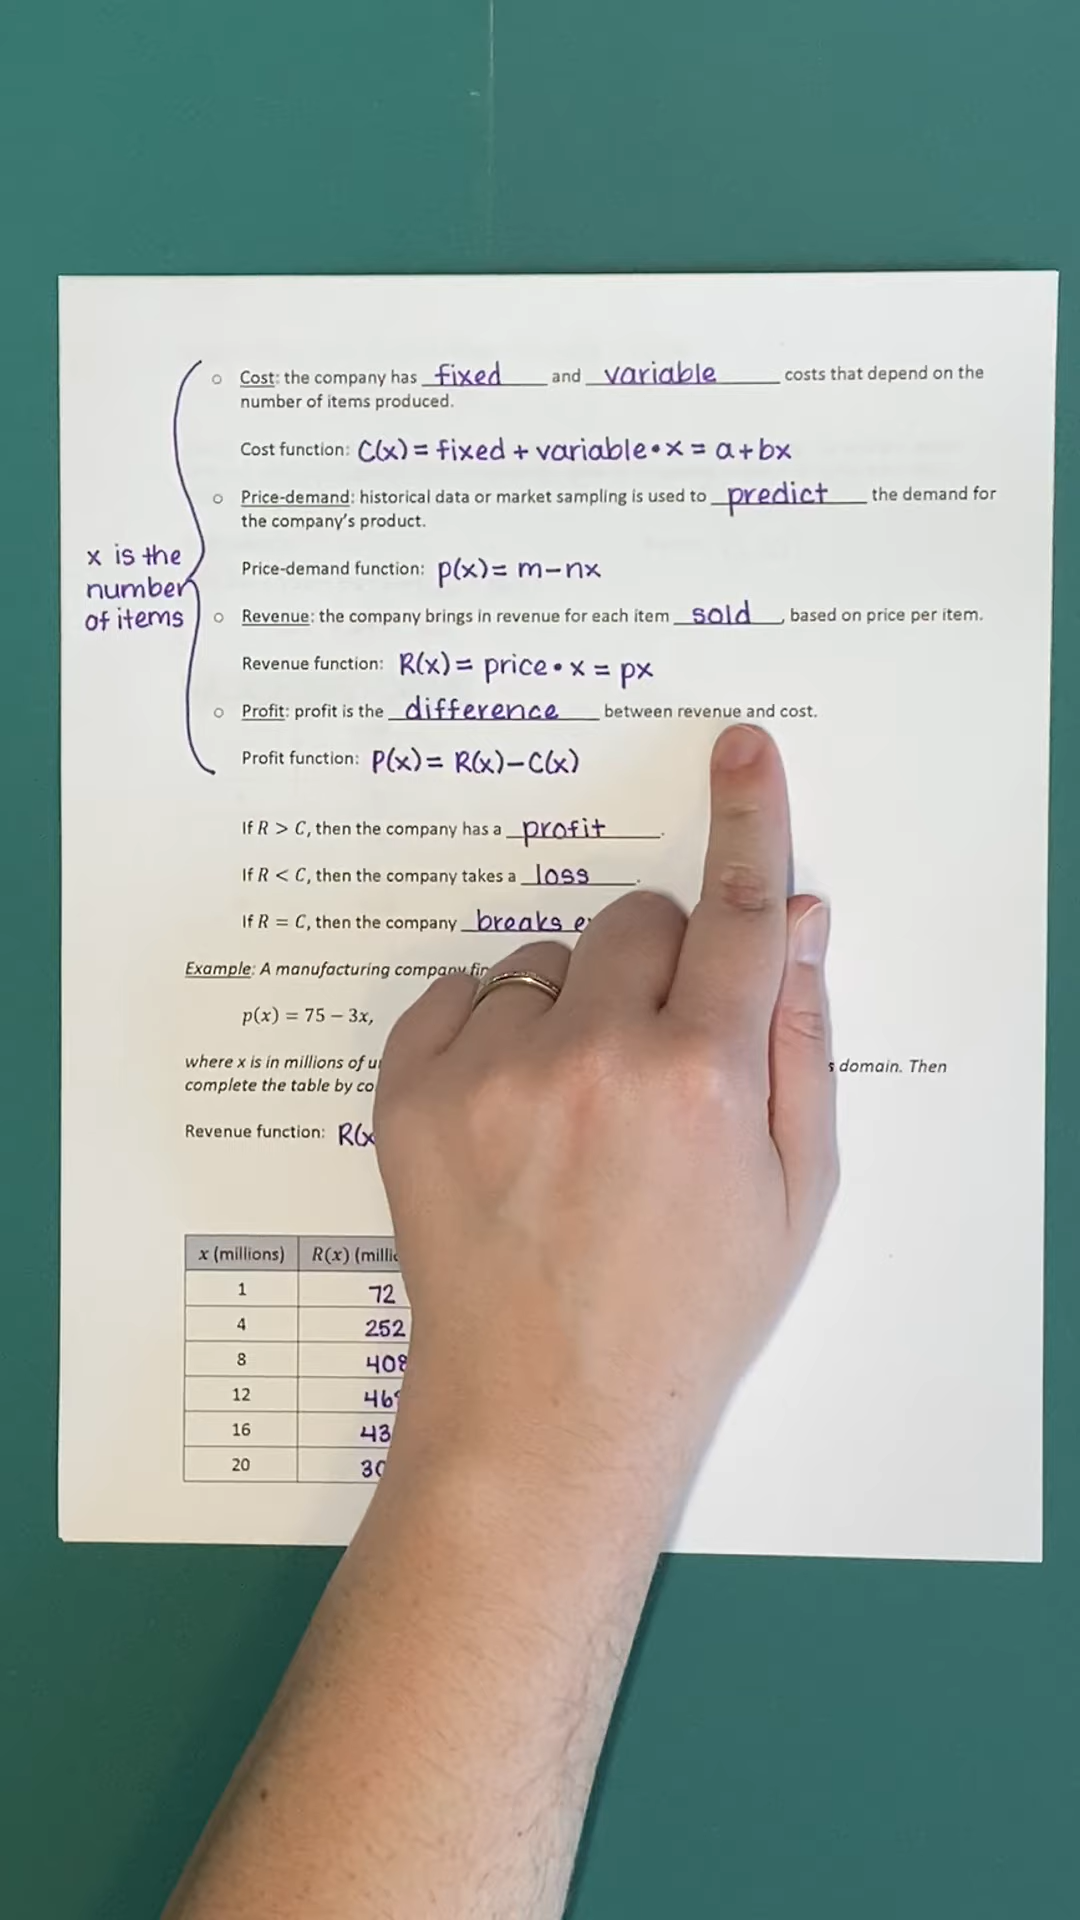 ○ Cost: the company has fixed and variable costs that depend on the
number of items produced.
Cost function: C(x) = fixed + variable • x = a + bx
○ Price-demand: historical data or market sampling is used to predict the demand for
the company's product.
Price-demand function: p(x) = m − nx
x is the
number
of items
○ Revenue: the company brings in revenue for each item sold, based on price per item.
Revenue function: R(x) = price • x = px
○ Profit: profit is the difference between revenue and cost.
Profit function: P(x) = R(x) − C(x)
If R > C, then the company has a profit.
If R < C, then the company takes a loss.
If R = C, then the company breaks
Example: A manufacturing company
p(x) = 75 − 3x,
where x is in millions of domain. Then
complete the table by
Revenue function: R(x
x (millions) R(x)
1 72
4 252
8 408
12
16
20